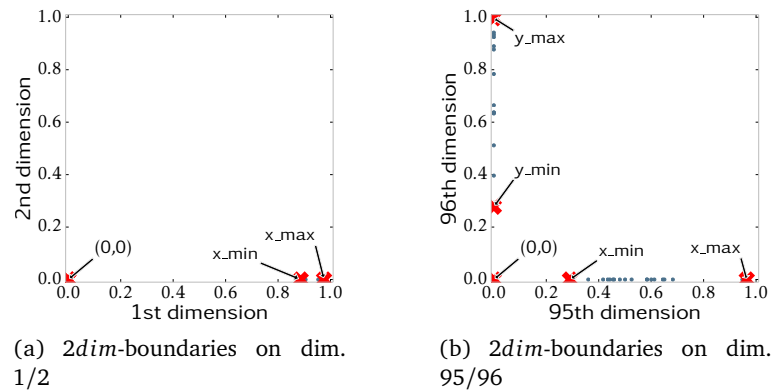 1.0
0.8
0.6
0.4
0.2
0.0
2nd dimension
(0,0)
x_min
x_max
0.0 0.2 0.4 0.6 0.8 1.0
1st dimension
(a) 2dim-boundaries on dim.
1/2
1.0
0.8
0.6
0.4
0.2
0.0
96th dimension
y_max
y_min
(0,0)
x_min
x_max
0.0 0.2 0.4 0.6 0.8 1.0
95th dimension
(b) 2dim-boundaries on dim.
95/96